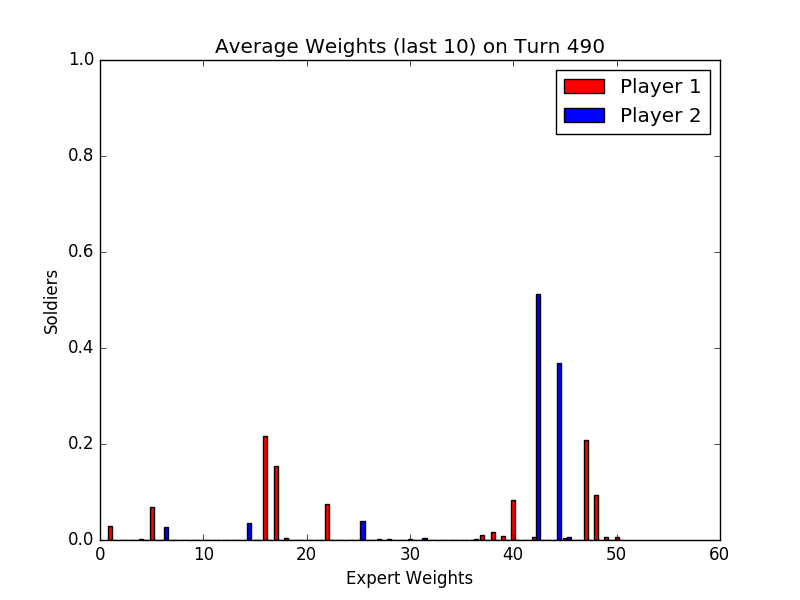 Average Weights (last 10) on Turn 490
1.0
Player 1
Player 2
0.8
0.6
Soldiers
0.4
0.2
0.0
0 10 20 30 40 50 60
Expert Weights